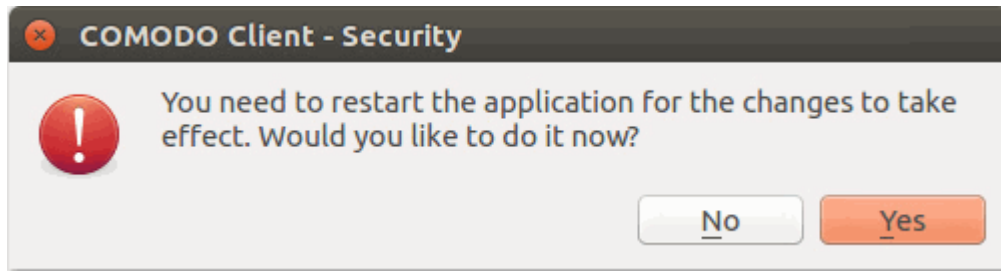 COMODO Client - Security
You need to restart the application for the changes to take
effect. Would you like to do it now?
No
Yes